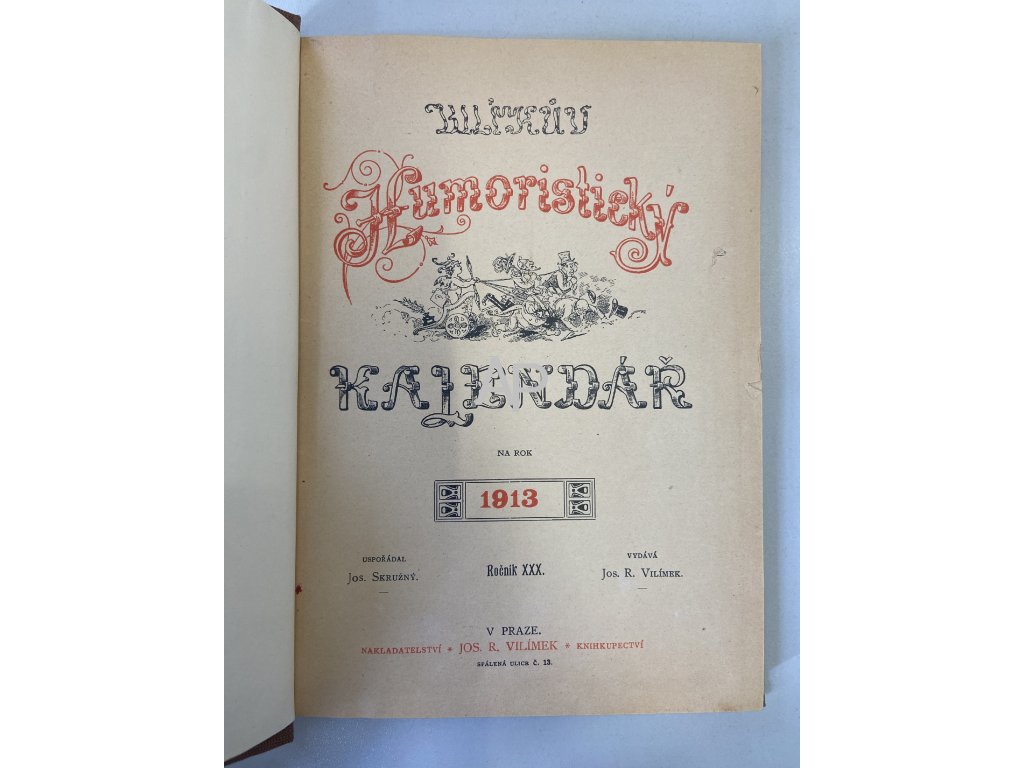 KLÍČKŮV
Humoristický
KALENDÁŘ
NA ROK
1913
USPOŘÁDAL
JOS. SKRUŽNÝ.
Ročník XXX.
VYDÁVÁ
JOS. R. VILÍMEK.
V PRAZE.
NAKLADATELSTVÍ * JOS. R. VILÍMEK * KNIHKUPECTVÍ
SPÁLENÁ ULICE Č. 13.